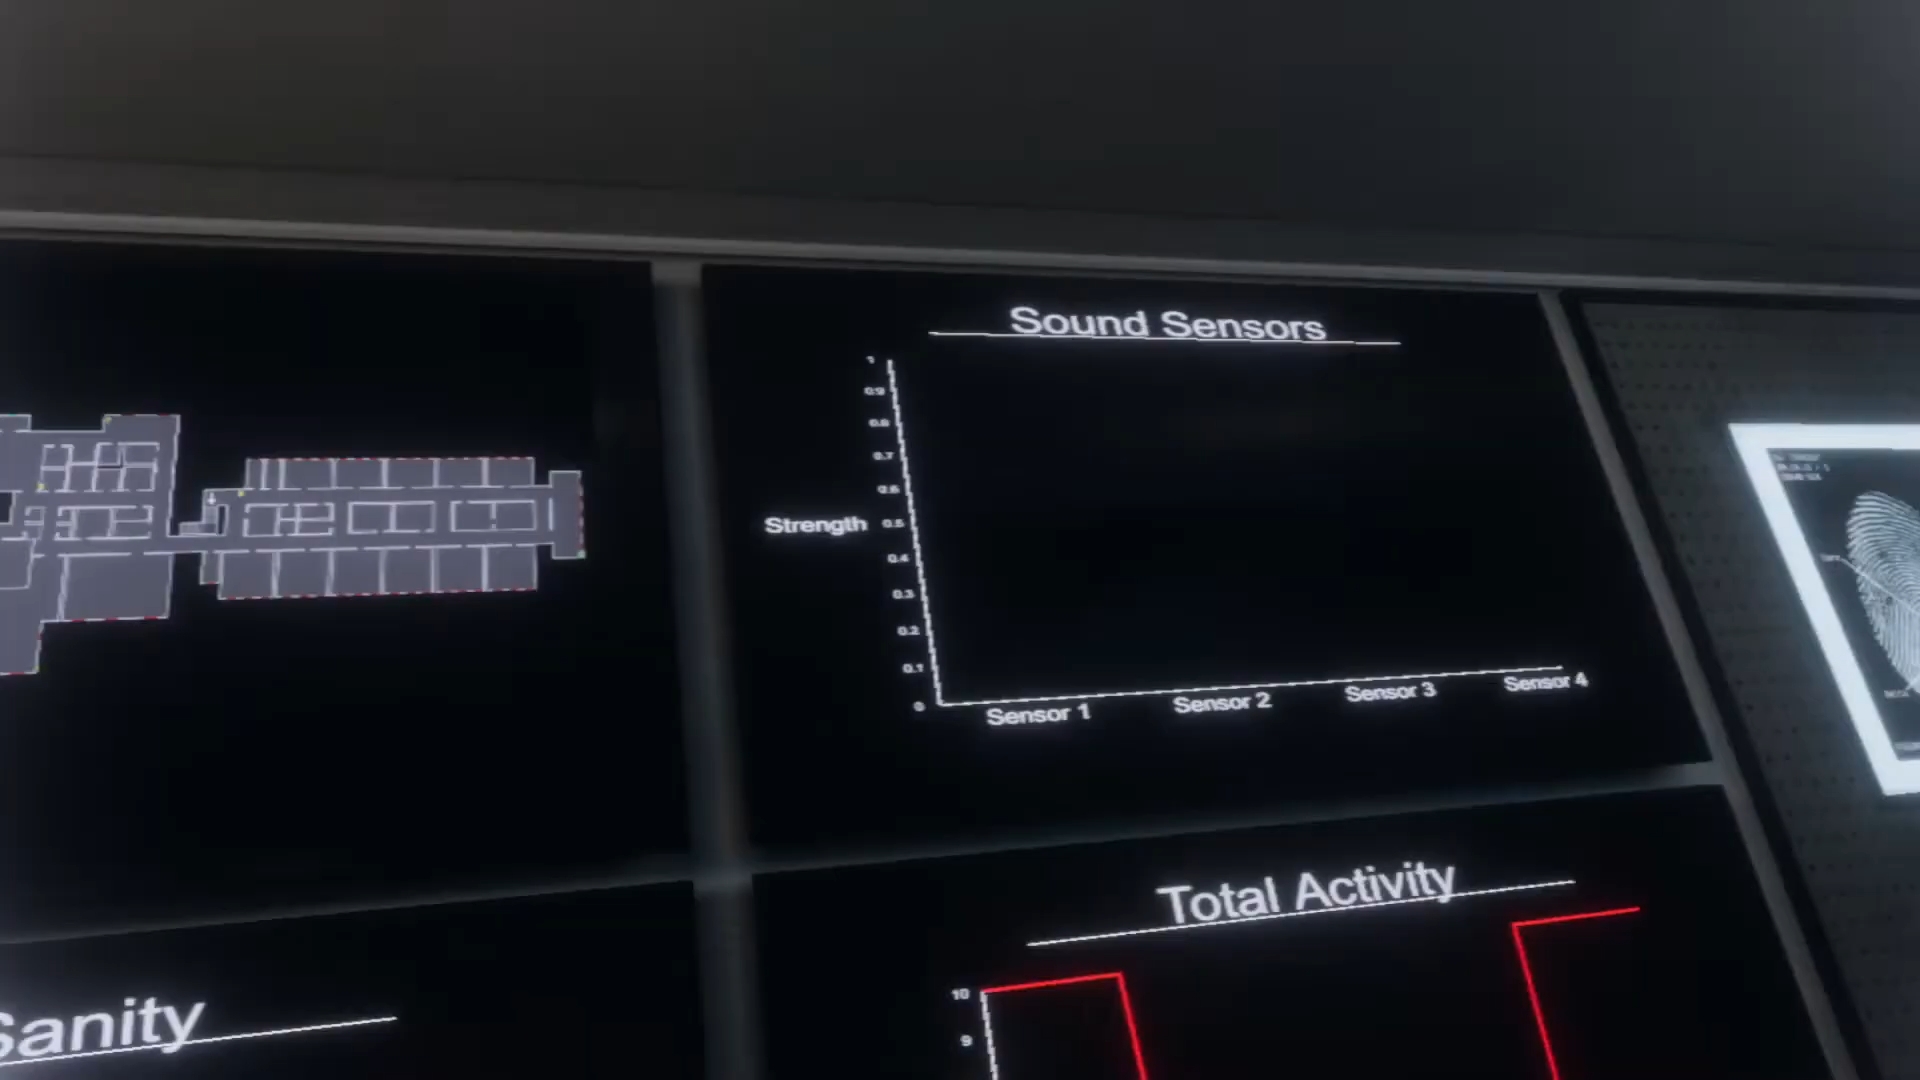 Sound Sensors
1
0.9
0.8
0.7
0.6
Strength 0.5
0.4
0.3
0.2
0.1
0
Sensor 1 Sensor 2 Sensor 3 Sensor 4
Total Activity
10
9
Sanity